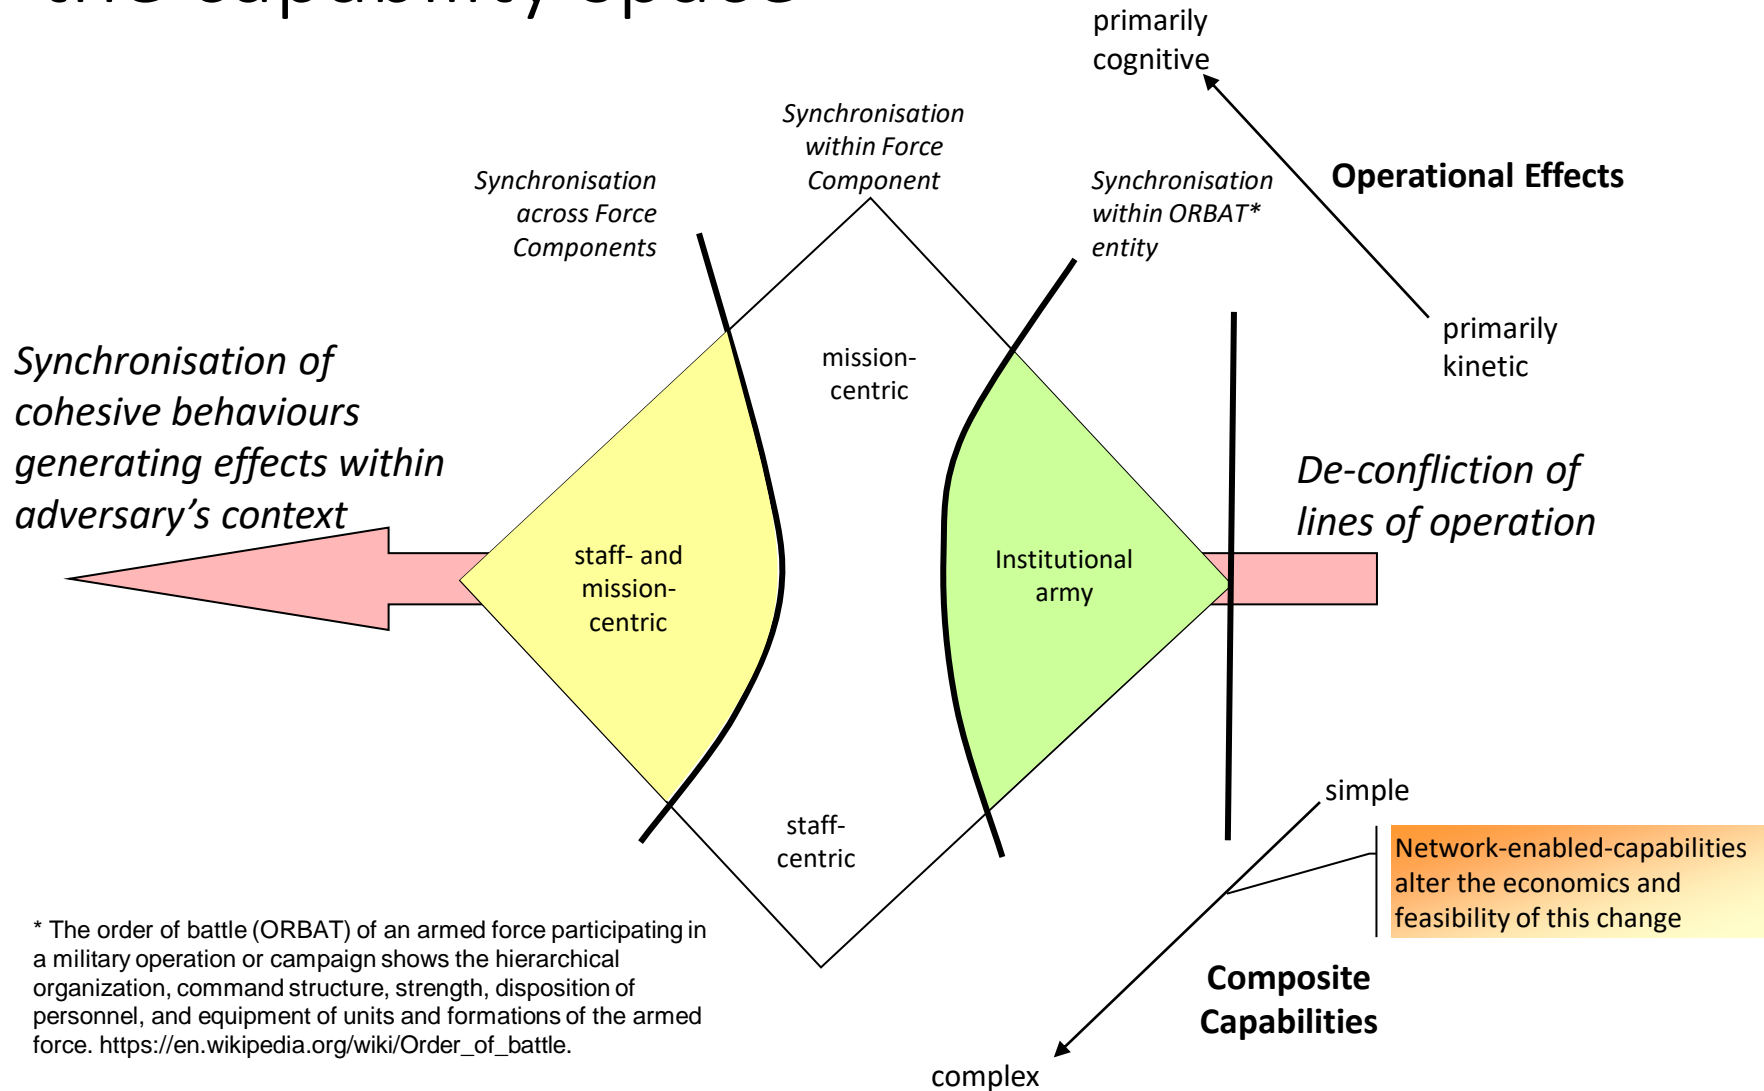 the capability space
primarily
cognitive
Synchronisation
within Force
Component
Synchronisation
across Force
Components
Synchronisation
within ORBAT*
entity
Operational Effects
primarily
kinetic
Synchronisation of
cohesive behaviours
generating effects within
adversary's context
mission-
centric
De-confliction of
lines of operation
staff- and
mission-
centric
Institutional
army
simple
staff-
centric
Network-enabled-capabilities
alter the economics and
feasibility of this change
* The order of battle (ORBAT) of an armed force participating in
a military operation or campaign shows the hierarchical
organization, command structure, strength, disposition of
personnel, and equipment of units and formations of the armed
force. https://en.wikipedia.org/wiki/Order_of_battle.
Composite
Capabilities
complex